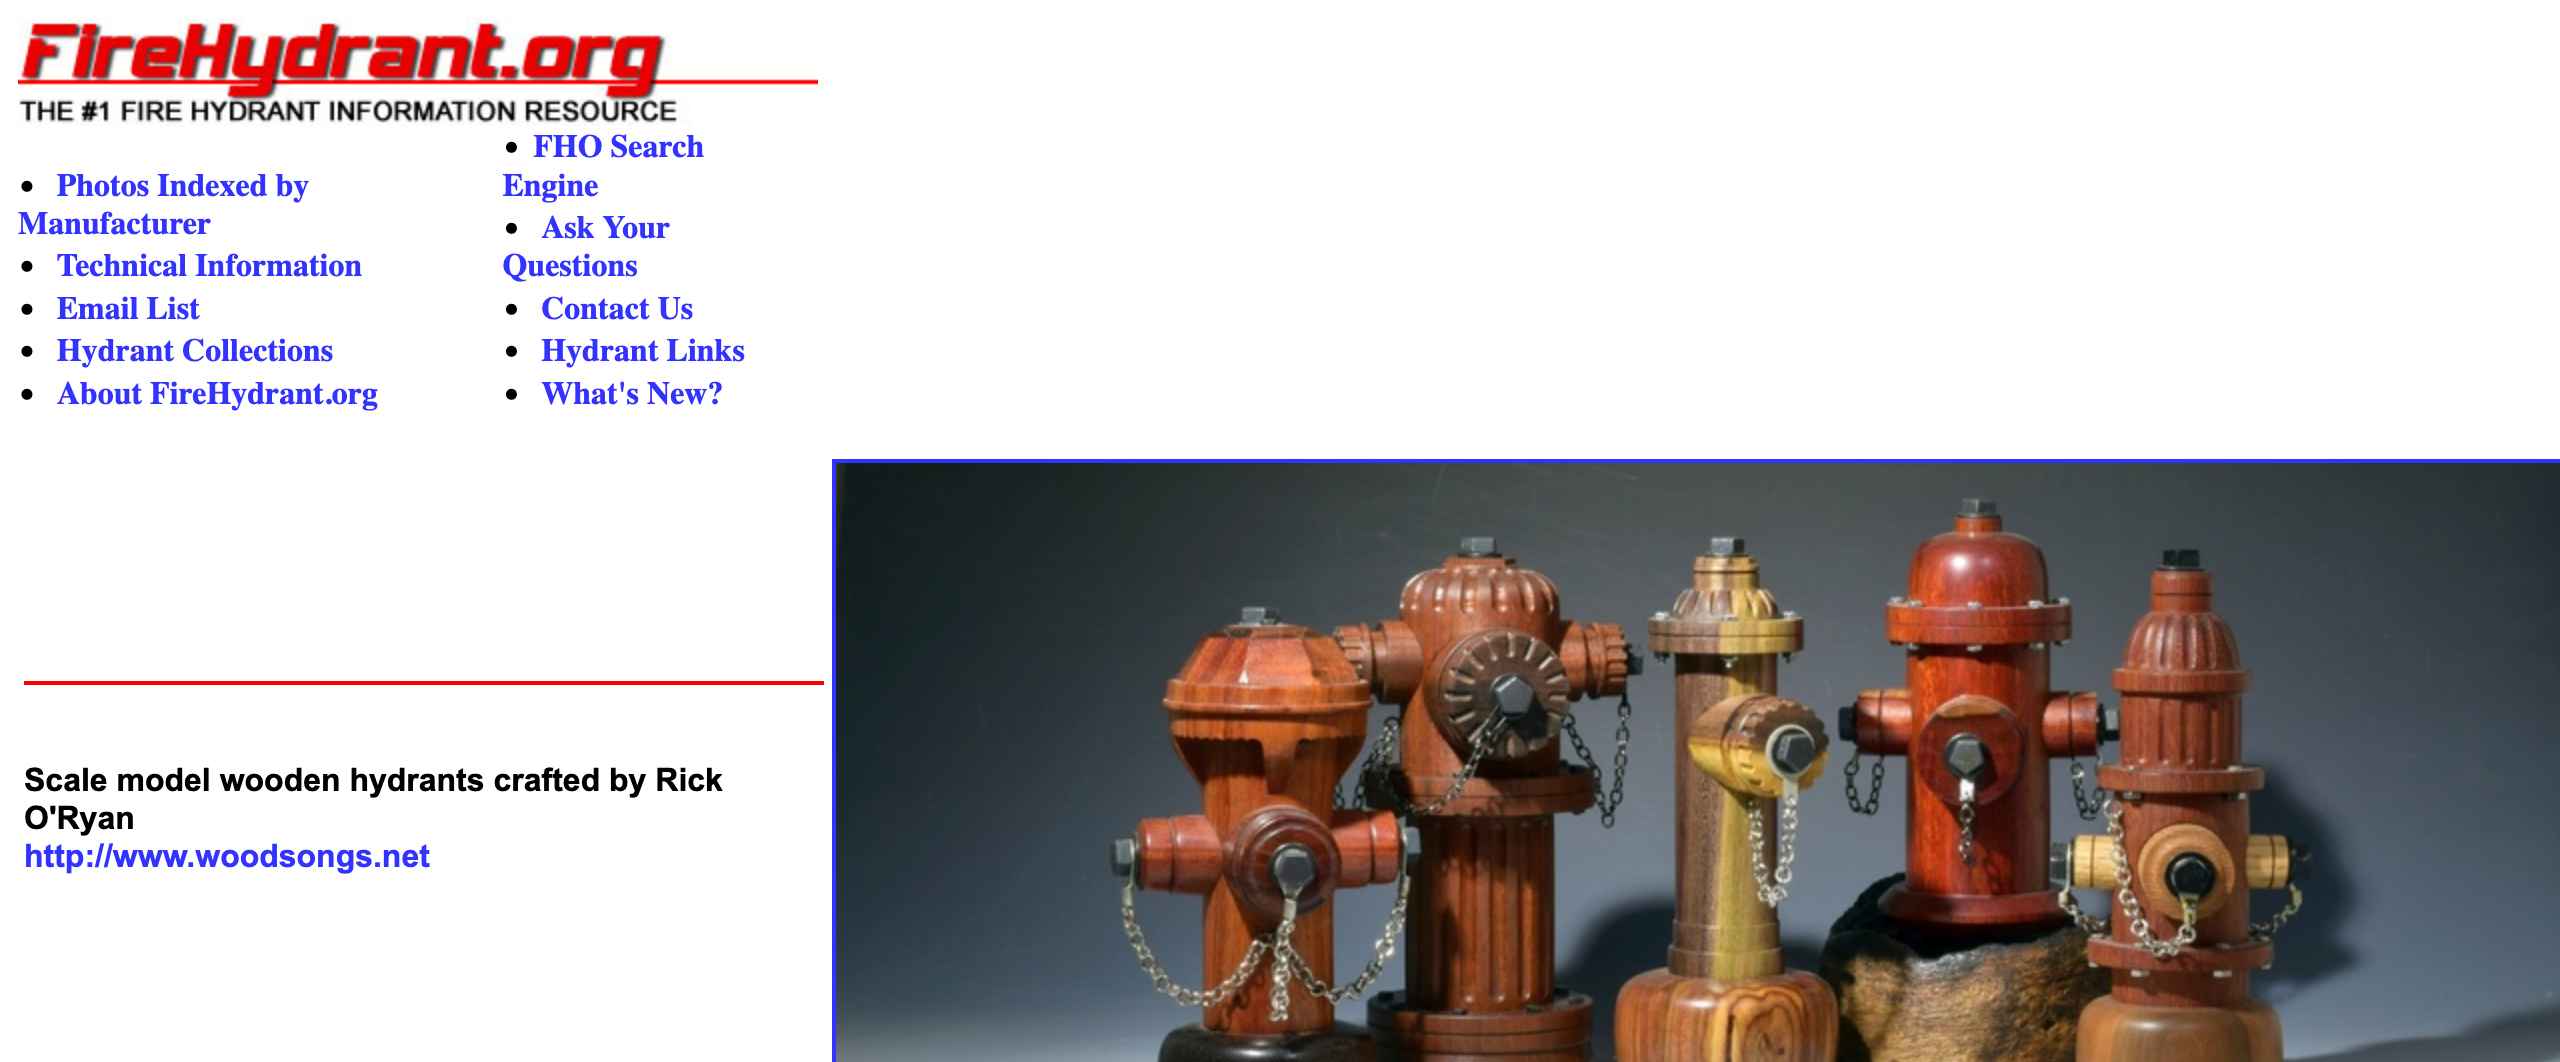 FireHydrant.org
THE #1 FIRE HYDRANT INFORMATION RESOURCE
Photos Indexed by
Manufacturer
Technical Information
Email List
Hydrant Collections
About FireHydrant.org
FHO Search
Engine
Ask Your
Questions
Contact Us
Hydrant Links
What's New?
Scale model wooden hydrants crafted by Rick
O'Ryan
http://www.woodsongs.net